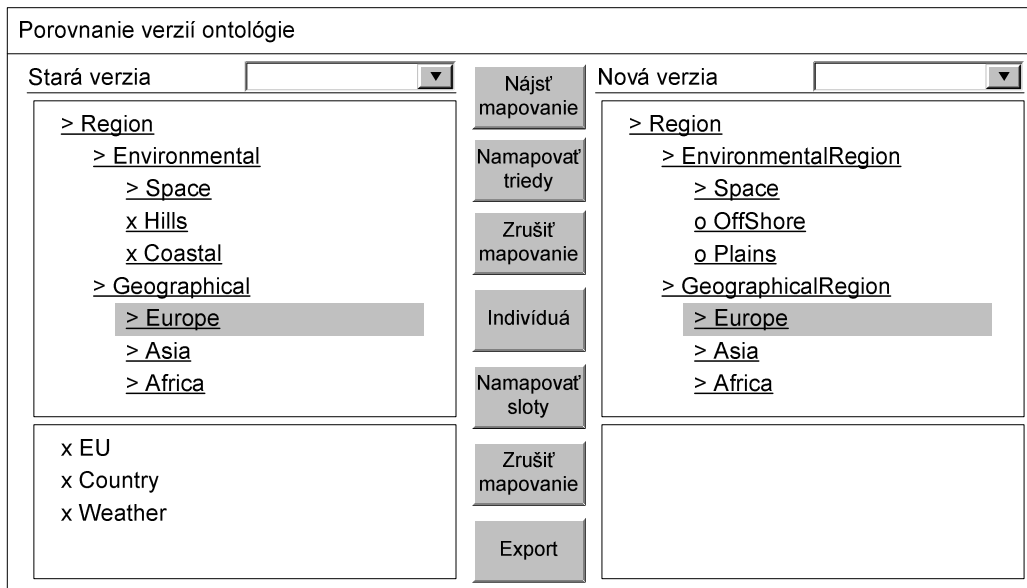 Porovnanie verzií ontológie
Stará verzia
> Region
> Environmental
> Space
x Hills
x Coastal
> Geographical
> Europe
> Asia
> Africa
x EU
x Country
x Weather
Nájsť
mapovanie
Namapovať
triedy
Zrušiť
mapovanie
Indivíduá
Namapovať
sloty
Zrušiť
mapovanie
Export
Nová verzia
> Region
> EnvironmentalRegion
> Space
o OffShore
o Plains
> GeographicalRegion
> Europe
> Asia
> Africa